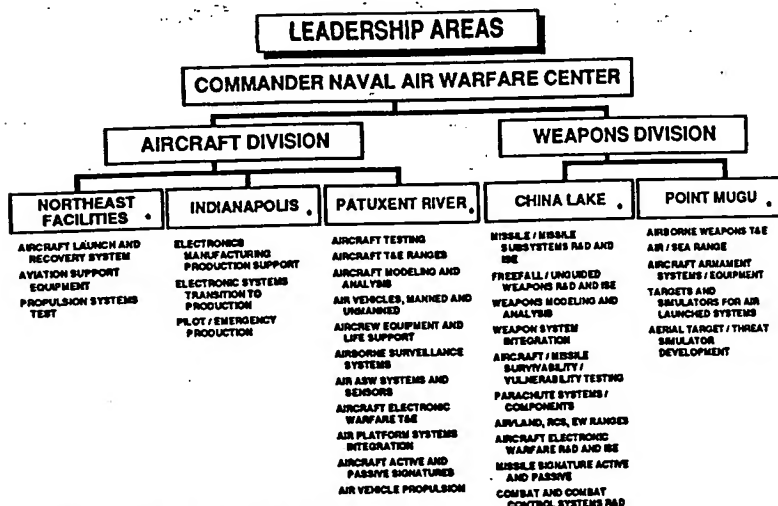 LEADERSHIP AREAS
COMMANDER NAVAL AIR WARFARE CENTER
AIRCRAFT DIVISION
WEAPONS DIVISION
NORTHEAST
FACILITIES
AIRCRAFT LAUNCH AND
RECOVERY SYSTEM
AVIATION SUPPORT
EQUIPMENT
PROPULSION SYSTEMS
TEST
INDIANAPOLIS
ELECTRONICS
MANUFACTURING
PRODUCTION SUPPORT
ELECTRONIC SYSTEMS
TRANSITION TO
PRODUCTION
PILOT / EMERGENCY
PRODUCTION
PATUXENT RIVER
AIRCRAFT TESTING
AIRCRAFT T&E RANGES
AIRCRAFT MODELING AND
ANALYSIS
AIR VEHICLES, MANNED AND
UNMANNED
AIRCREW EQUIPMENT AND
LIFE SUPPORT
AIRBORNE SURVEILLANCE
SYSTEMS
AIR ASW SYSTEMS AND
SENSORS
AIRCRAFT ELECTRONIC
WARFARE T&E
AIR PLATFORM SYSTEMS
INTEGRATION
AIRCRAFT ACTIVE AND
PASSIVE SIGNATURES
AIR VEHICLE PROPULSION
CHINA LAKE
MISSILE / MISSILE
SUBSYSTEMS R&D AND
ISE
FREEFALL / UNGUIDED
WEAPONS R&D AND ISE
WEAPONS MODELING AND
ANALYSIS
WEAPON SYSTEM
INTEGRATION
AIRCRAFT / MISSILE
SURVIVABILITY /
VULNERABILITY TESTING
PARACHUTE SYSTEMS /
COMPONENTS
AIR/LAND, RCS, EW RANGES
AIRCRAFT ELECTRONIC
WARFARE R&D AND ISE
MISSILE SIGNATURE ACTIVE
AND PASSIVE
COMBAT AND COMBAT
CONTROL SYSTEMS R&D
POINT MUGU
AIRBORNE WEAPONS T&E
AIR / SEA RANGE
AIRCRAFT ARMAMENT
SYSTEMS / EQUIPMENT
TARGETS AND
SIMULATORS FOR AIR
LAUNCHED SYSTEMS
AERIAL TARGET / THREAT
SIMULATOR
DEVELOPMENT